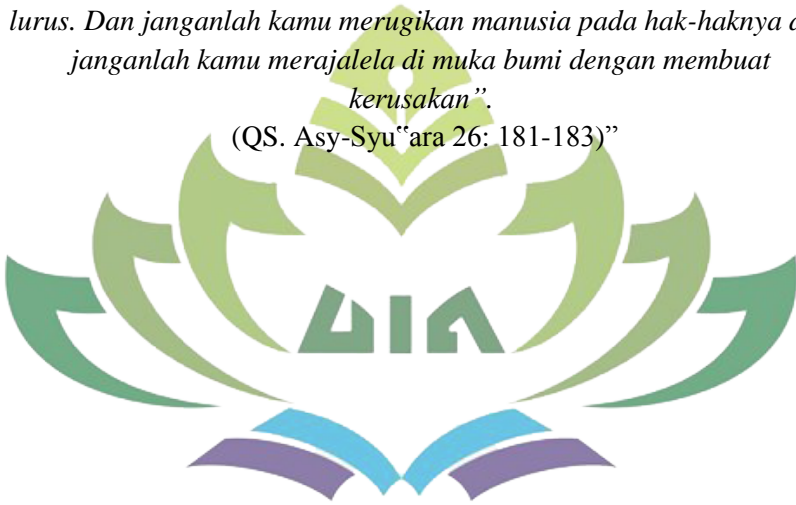 lurus. Dan janganlah kamu merugikan manusia pada hak-haknya
janganlah kamu merajalela di muka bumi dengan membuat
kerusakan”.
(QS. Asy-Syu‟ara 26: 181-183)”
UIN